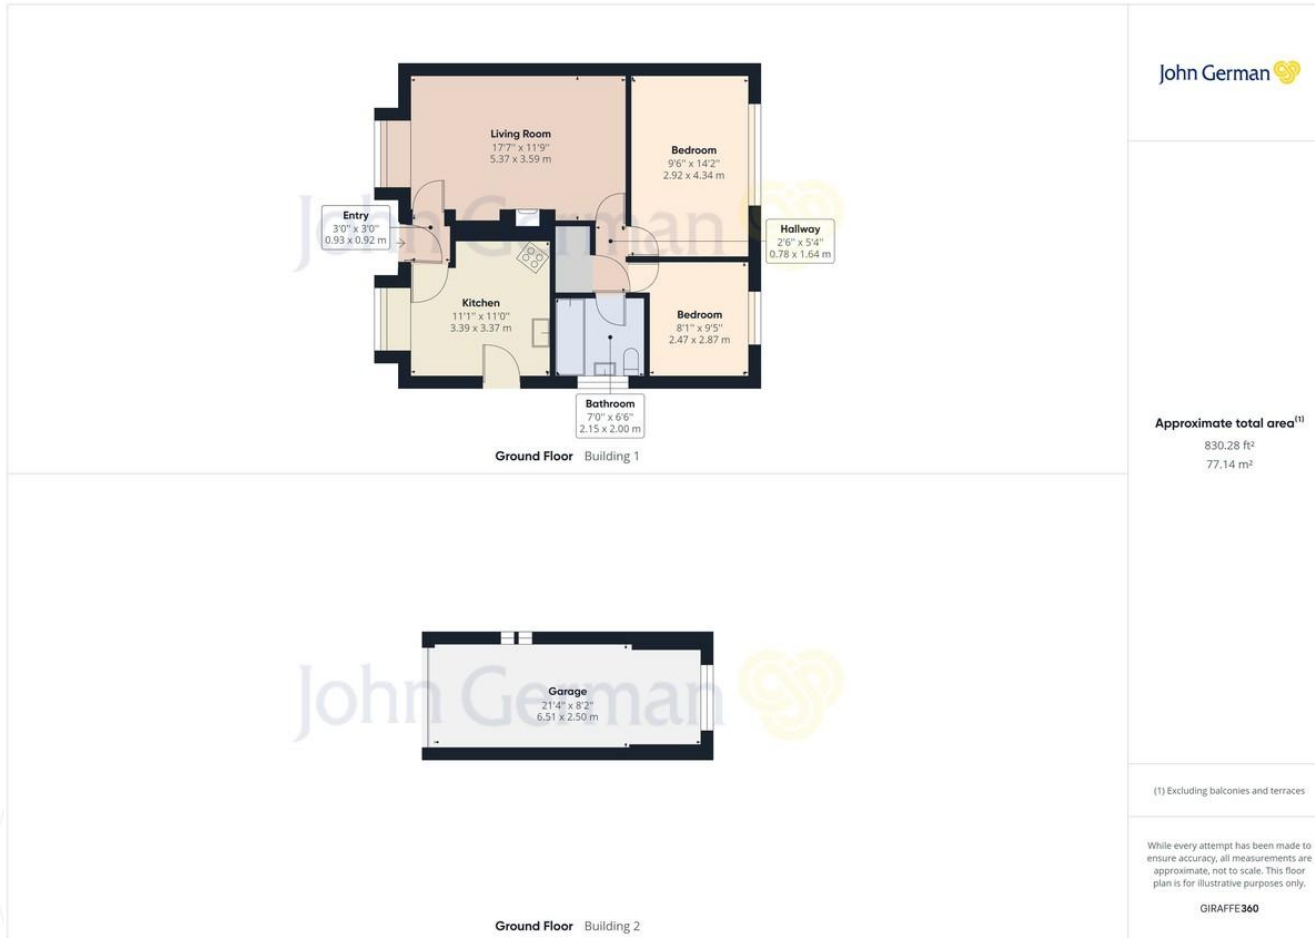 John German
Living Room
17'7" x 11'9"
5.37 x 3.59 m
Bedroom
9'6" x 14'2"
2.92 x 4.34 m
Entry
3'0" x 3'0"
0.93 x 0.92 m
Hallway
2'6" x 5'4"
0.78 x 1.64 m
Kitchen
11'1" x 11'0"
3.39 x 3.37 m
Bedroom
8'1" x 9'5"
2.47 x 2.87 m
Bathroom
7'0" x 6'6"
2.15 x 2.00 m
John German
Ground Floor Building 1
Garage
21'4" x 8'2"
6.51 x 2.50 m
John German
Ground Floor Building 2
Approximate total area(1)
830.28 ft²
77.14 m²
(1) Excluding balconies and terraces
While every attempt has been made to
ensure accuracy, all measurements are
approximate, not to scale. This floor
plan is for illustrative purposes only.
GIRAFFE360